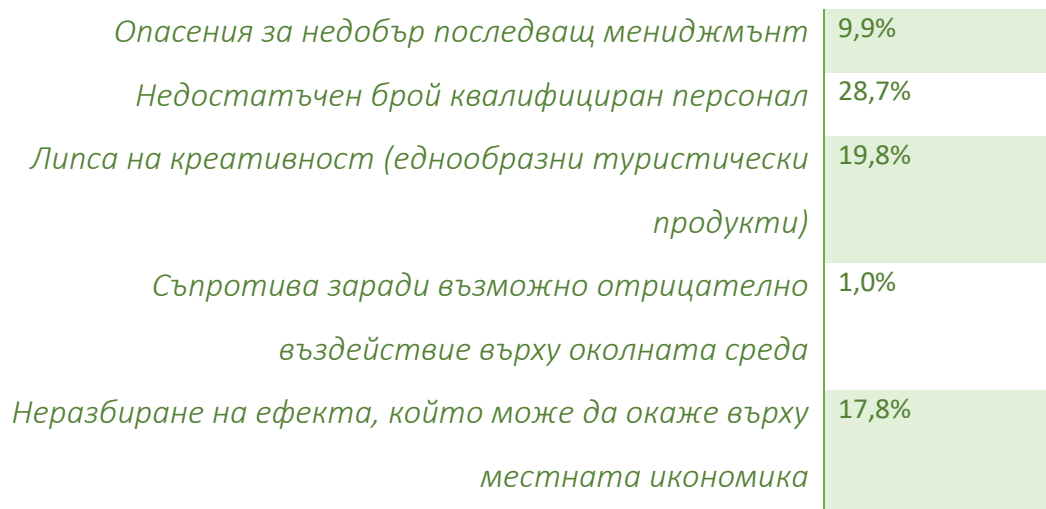 Опасения за недобър последващ мениджмънт 9,9%
Недостатъчен брой квалифициран персонал 28,7%
Липса на креативност (еднообразни туристически 19,8%
продукти)
Съпротива заради възможно отрицателно 1,0%
въздействие върху околната среда
Неразбиране на ефекта, който може да окаже върху 17,8%
местната икономика